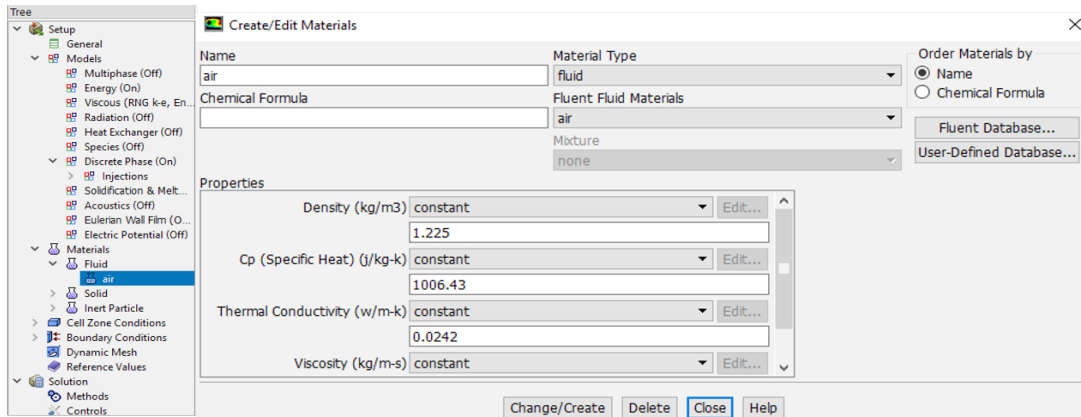 Tree
Setup
General
Models
Multiphase (Off)
Energy (On)
Viscous (RNG k-e, En...
Radiation (Off)
Heat Exchanger (Off)
Species (Off)
Discrete Phase (On)
Injections
Solidification & Melt...
Acoustics (Off)
Eulerian Wall Film (O...
Electric Potential (Off)
Materials
Fluid
air
Solid
Inert Particle
Cell Zone Conditions
Boundary Conditions
Dynamic Mesh
Reference Values
Solution
Methods
Controls
Create/Edit Materials
Name
air
Chemical Formula
Material Type
fluid
Fluent Fluid Materials
air
Mixture
none
Order Materials by
Name
Chemical Formula
Fluent Database...
User-Defined Database...
Properties
Density (kg/m3) constant Edit...
1.225
Cp (Specific Heat) (j/kg-k) constant Edit...
1006.43
Thermal Conductivity (w/m-k) constant Edit...
0.0242
Viscosity (kg/m-s) constant Edit...
Change/Create Delete Close Help